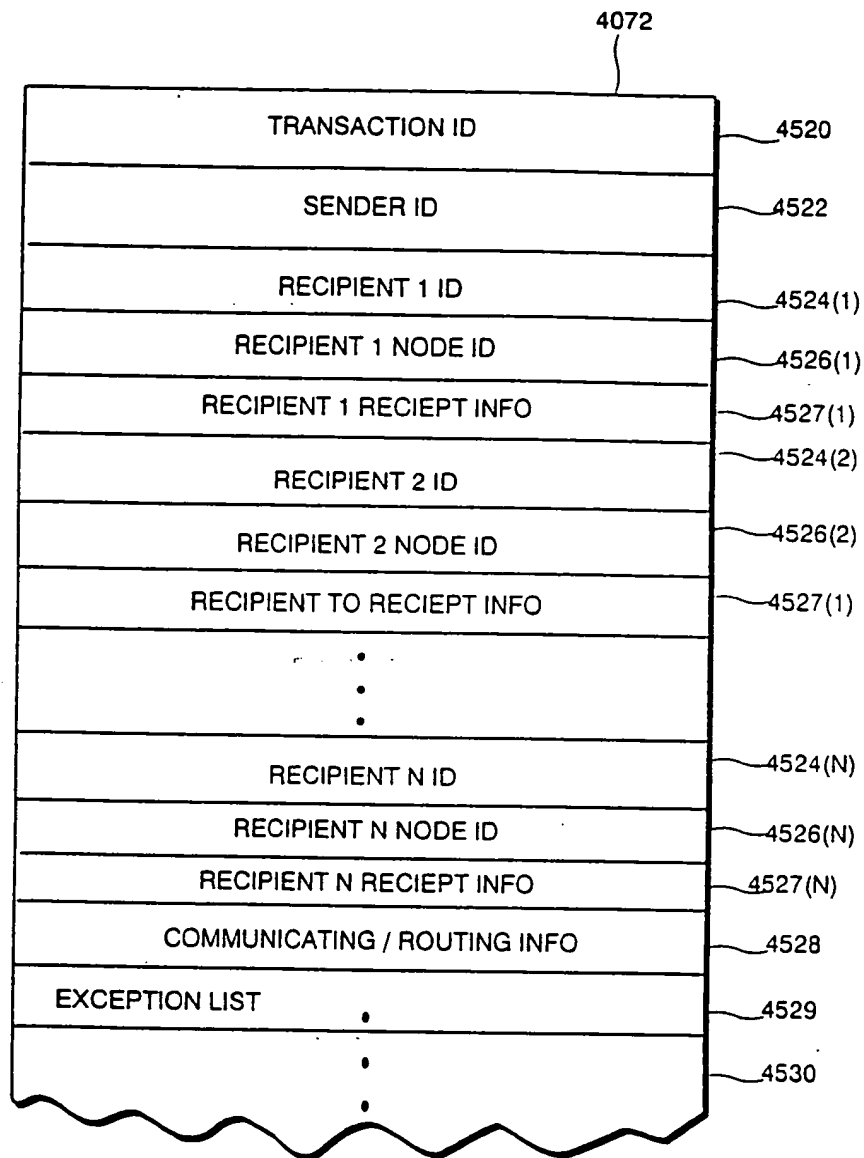 4072
TRANSACTION ID 4520
SENDER ID 4522
RECIPIENT 1 ID 4524(1)
RECIPIENT 1 NODE ID 4526(1)
RECIPIENT 1 RECIEPT INFO 4527(1)
4524(2)
RECIPIENT 2 ID
RECIPIENT 2 NODE ID 4526(2)
RECIPIENT TO RECIEPT INFO 4527(1)
RECIPIENT N ID 4524(N)
RECIPIENT N NODE ID 4526(N)
RECIPIENT N RECIEPT INFO 4527(N)
COMMUNICATING / ROUTING INFO 4528
EXCEPTION LIST 4529
4530